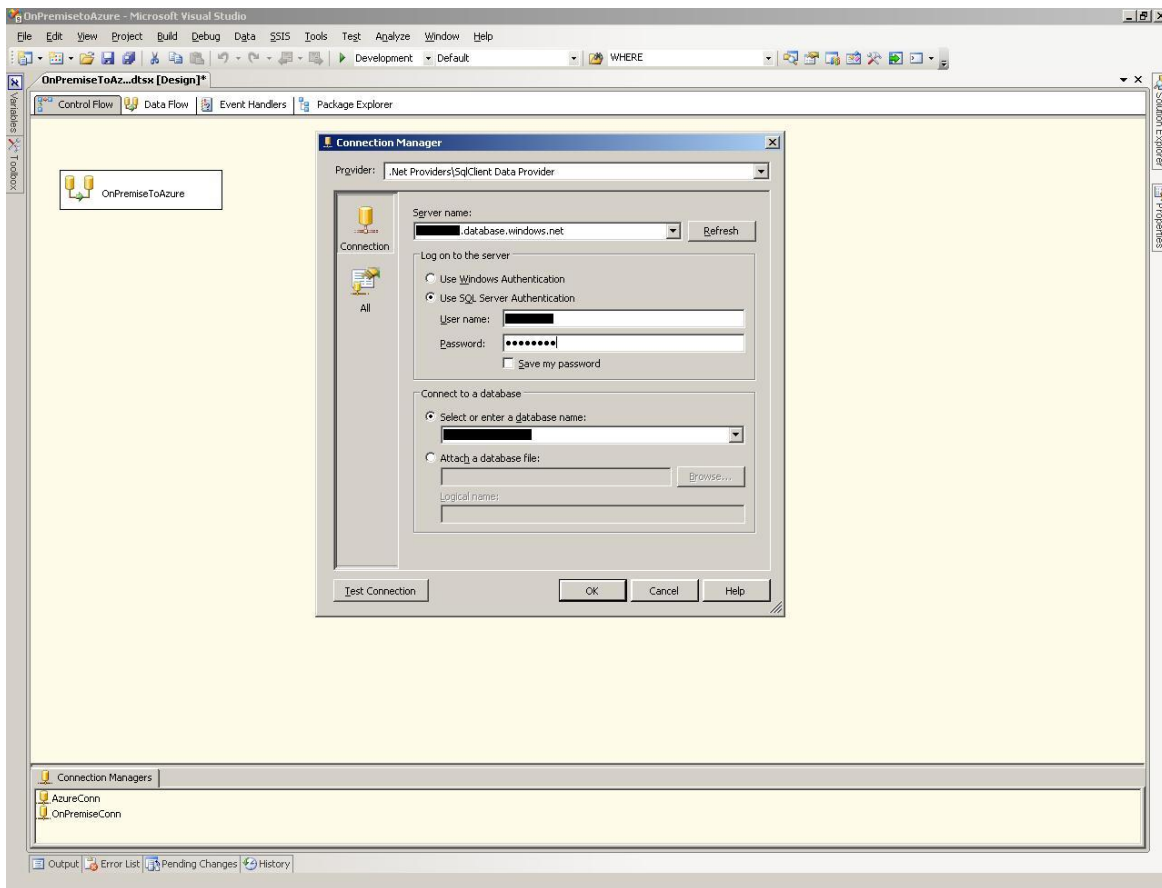 OnPremisetoAzure - Microsoft Visual Studio
File Edit View Project Build Debug Data SSIS Tools Test Analyze Window Help
Development Default WHERE
OnPremiseToAz...dtsx [Design]*
Control Flow Data Flow Event Handlers Package Explorer
Variables
Toolbox
Solution Explorer
Properties
OnPremiseToAzure
Connection Manager
Provider: .Net Providers\SqlClient Data Provider
Connection
All
Server name:
.database.windows.net Refresh
Log on to the server
Use Windows Authentication
Use SQL Server Authentication
User name:
Password: ●●●●●●●●
Save my password
Connect to a database
Select or enter a database name:
Attach a database file:
Browse...
Logical name:
Test Connection OK Cancel Help
Connection Managers
AzureConn
OnPremiseConn
Output Error List Pending Changes History